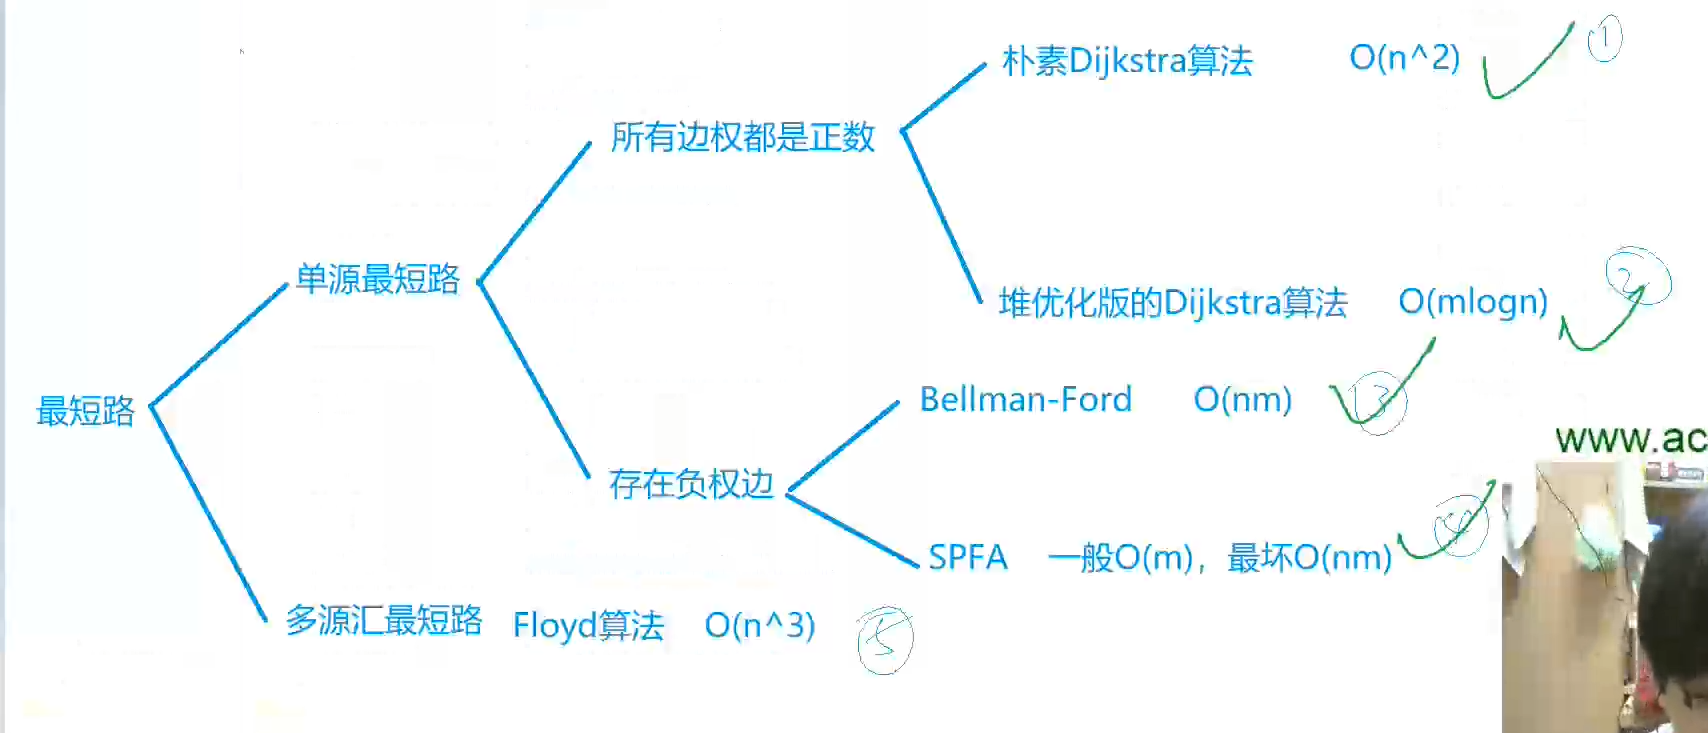 朴素Dijkstra算法 O(n^2) ①
所有边权都是正数
单源最短路
堆优化版的Dijkstra算法 O(mlogn) ②
最短路
Bellman-Ford O(nm) ③
www.ac
存在负权边
SPFA 一般O(m)，最坏O(nm) ④
多源汇最短路 Floyd算法 O(n^3) ⑤